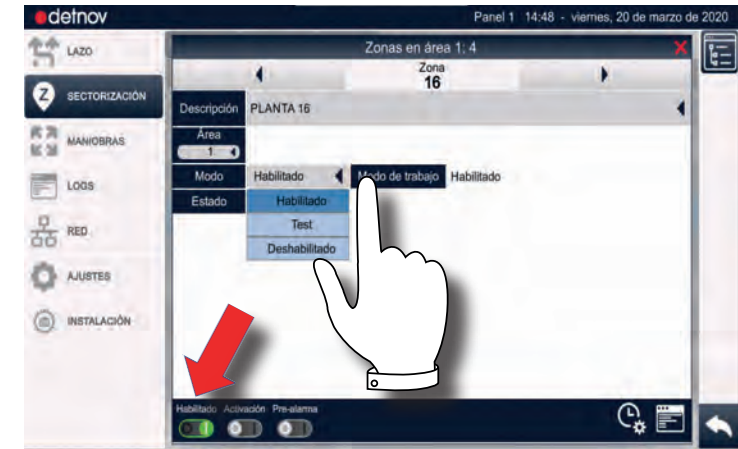 detnov
Panel 1 14:48 - viernes, 20 de marzo de 2020
LAZO
Z SECTORIZACIÓN
MANIOBRAS
LOGS
RED
AJUSTES
INSTALACIÓN
Zonas en área 1: 4
X
Zona
16
Descripción PLANTA 16
Área
1
Modo Habilitado Modo de trabajo Habilitado
Estado Habilitado
Test
Deshabilitado
Habilitado Activación Pre-alarma